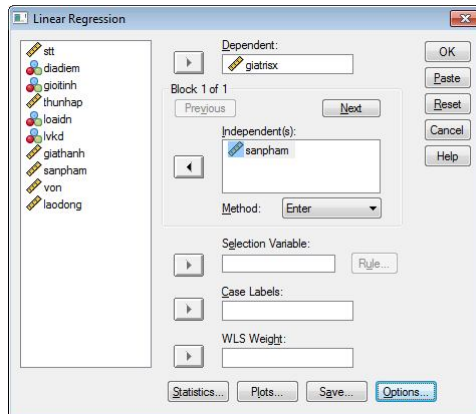 Linear Regression
stt
diadiem
gioitinh
thunhap
loaidn
lvkd
giathanh
sanpham
von
laodong
Dependent:
giatrisx
Block 1 of 1
Previous
Next
Independent(s):
sanpham
Method:
Enter
Selection Variable:
Rule...
Case Labels:
WLS Weight:
Statistics...
Plots...
Save...
Options...
OK
Paste
Reset
Cancel
Help